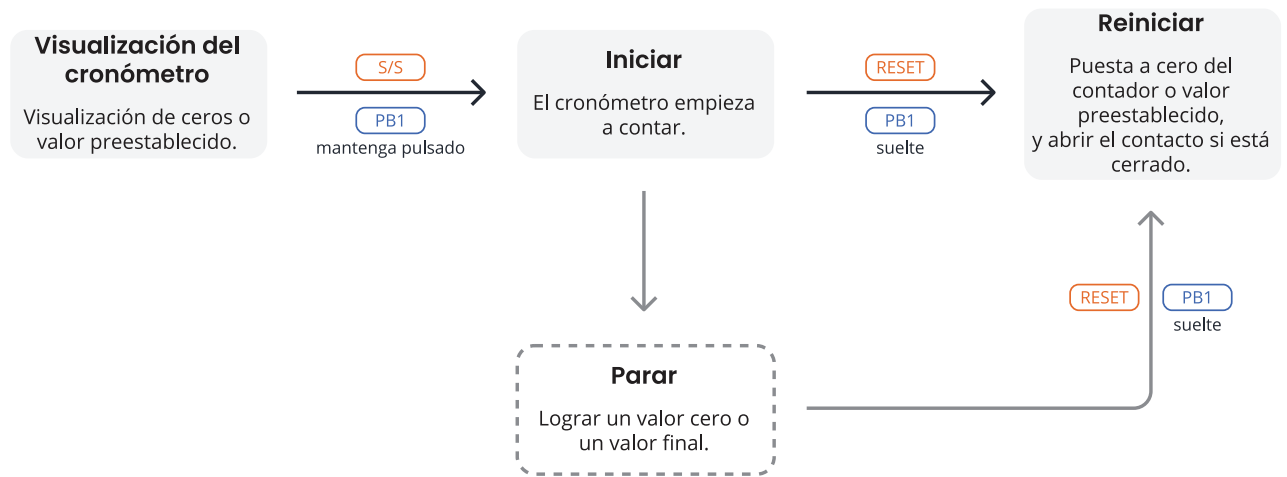 Visualización del
cronómetro
Visualización de ceros o
valor preestablecido.
S/S
PB1
mantenga pulsado
Iniciar
El cronómetro empieza
a contar.
RESET
PB1
suelte
Reiniciar
Puesta a cero del
contador o valor
preestablecido,
y abrir el contacto si está
cerrado.
Parar
Lograr un valor cero o
un valor final.
RESET
PB1
suelte